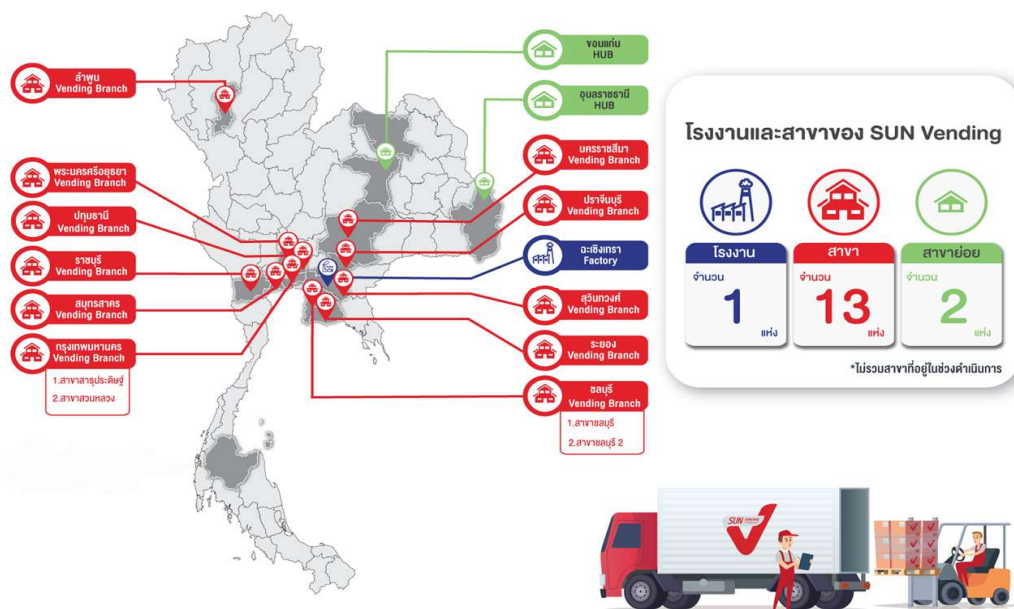 ลำพูน
Vending Branch
พระนครศรีอยุธยา
Vending Branch
ปทุมธานี
Vending Branch
ราชบุรี
Vending Branch
สมุทรสาคร
Vending Branch
กรุงเทพมหานคร
Vending Branch
1.สาขาสาธุประดิษฐ์
2.สาขาสวนหลวง
ขอนแก่น
HUB
อุบลราชธานี
HUB
นครราชสีมา
Vending Branch
ปราจีนบุรี
Vending Branch
ฉะเชิงเทรา
Factory
สุวินทวงศ์
Vending Branch
ระยอง
Vending Branch
ชลบุรี
Vending Branch
1.สาขาชลบุรี
2.สาขาชลบุรี 2
โรงงานและสาขาของ SUN Vending
โรงงาน
จำนวน
1
แห่ง
สาขา
จำนวน
13
แห่ง
สาขาย่อย
จำนวน
2
แห่ง
*ไม่รวมสาขาที่อยู่ในช่วงดำเนินการ
SUN VENDING